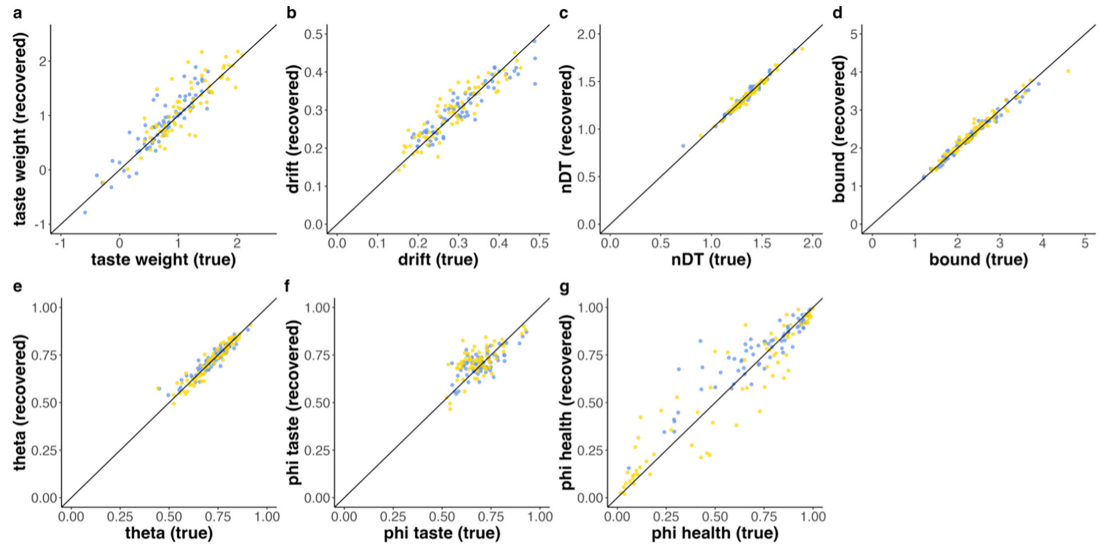 a
taste weight (recovered)
2
1
0
-1
-1 0 1 2
taste weight (true)
b
drift (recovered)
0.5
0.4
0.3
0.2
0.1
0.0
0.0 0.1 0.2 0.3 0.4 0.5
drift (true)
c
nDT (recovered)
2.0
1.5
1.0
0.5
0.0
0.0 0.5 1.0 1.5 2.0
nDT (true)
d
bound (recovered)
5
4
3
2
1
0
0 1 2 3 4 5
bound (true)
e
theta (recovered)
1.00
0.75
0.50
0.25
0.00
0.00 0.25 0.50 0.75 1.00
theta (true)
f
phi taste (recovered)
1.00
0.75
0.50
0.25
0.00
0.00 0.25 0.50 0.75 1.00
phi taste (true)
g
phi health (recovered)
1.00
0.75
0.50
0.25
0.00
0.00 0.25 0.50 0.75 1.00
phi health (true)